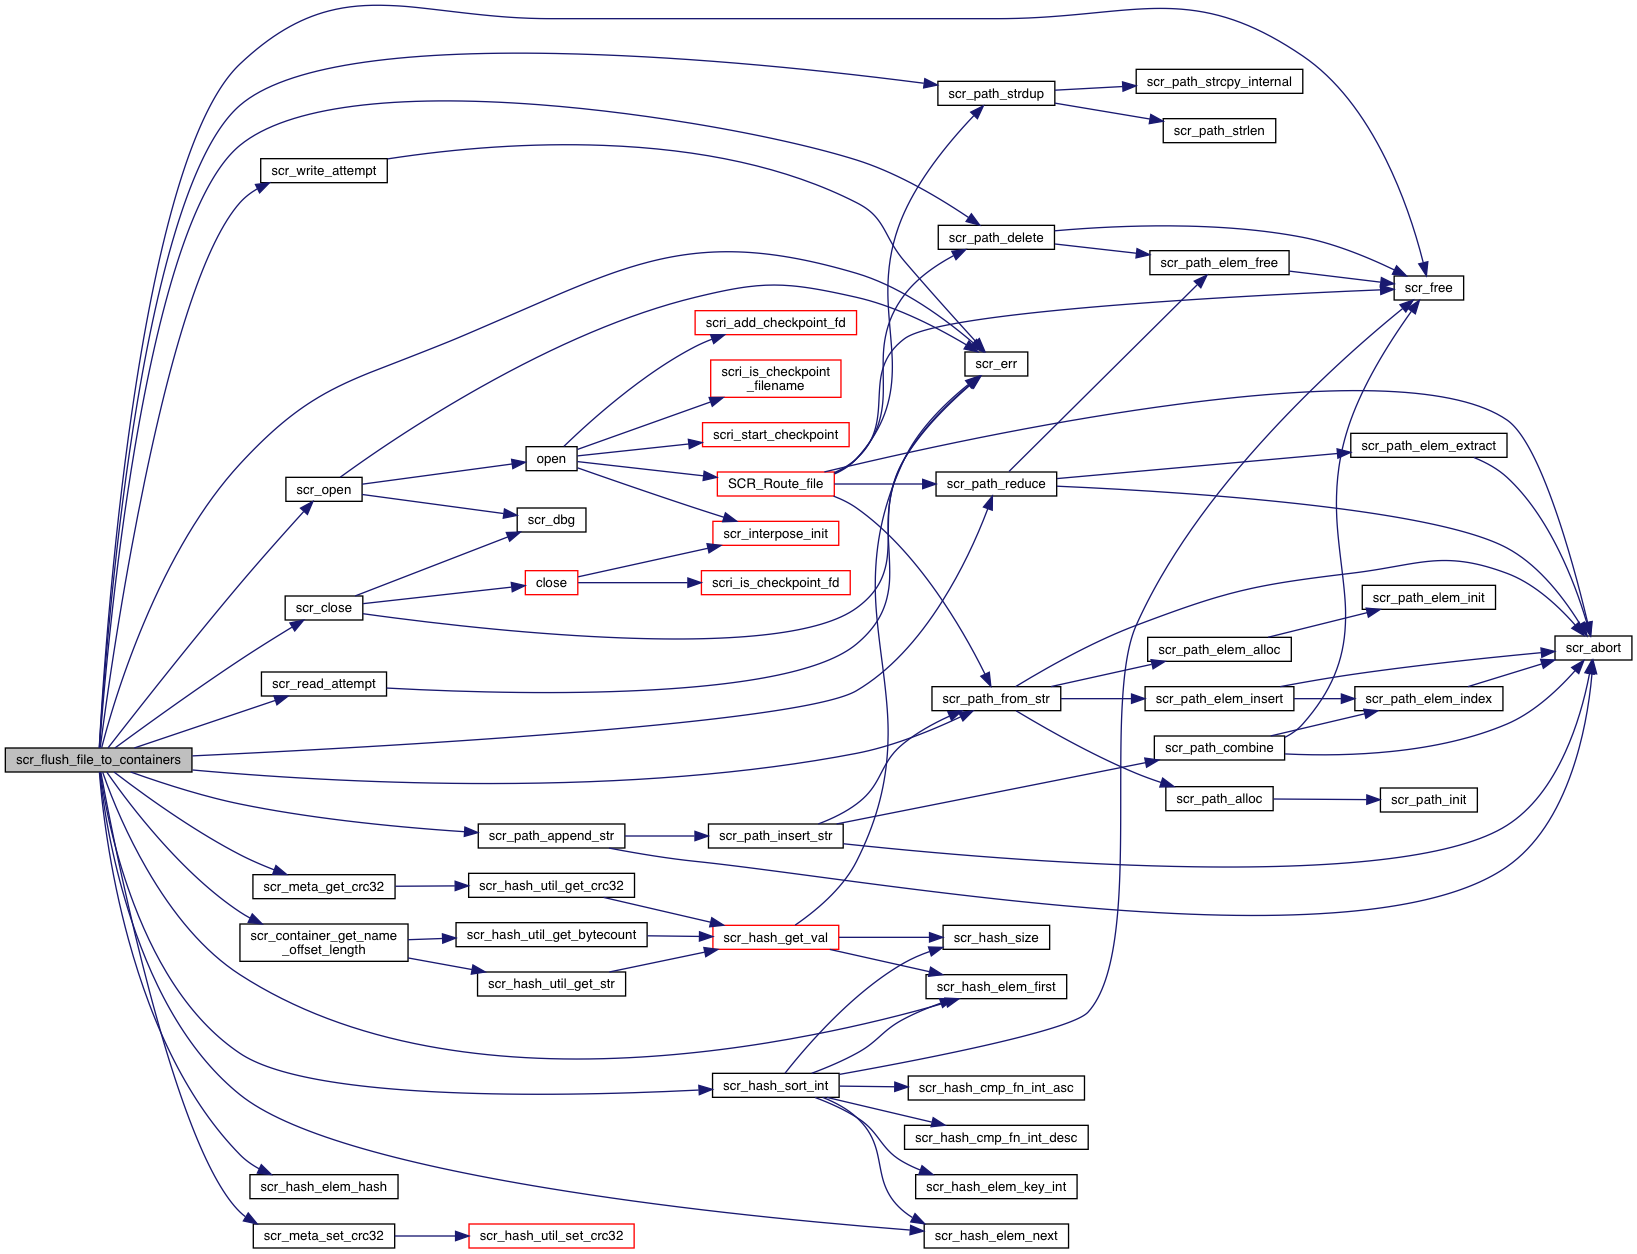 scr_path_strcpy_internal
scr_path_strdup
scr_path_strlen
scr_write_attempt
scr_path_delete
scr_path_elem_free
scr_free
scri_add_checkpoint_fd
scr_err
scri_is_checkpoint
_filename
scri_start_checkpoint
scr_path_elem_extract
open
SCR_Route_file
scr_path_reduce
scr_open
scr_dbg
scr_interpose_init
close
scri_is_checkpoint_fd
scr_path_elem_init
scr_close
scr_path_elem_alloc
scr_abort
scr_read_attempt
scr_path_from_str
scr_path_elem_insert
scr_path_elem_index
scr_path_combine
scr_flush_file_to_containers
scr_path_alloc
scr_path_init
scr_path_append_str
scr_path_insert_str
scr_meta_get_crc32
scr_hash_util_get_crc32
scr_container_get_name
_offset_length
scr_hash_util_get_bytecount
scr_hash_get_val
scr_hash_size
scr_hash_util_get_str
scr_hash_elem_first
scr_hash_sort_int
scr_hash_cmp_fn_int_asc
scr_hash_cmp_fn_int_desc
scr_hash_elem_hash
scr_hash_elem_key_int
scr_meta_set_crc32
scr_hash_util_set_crc32
scr_hash_elem_next